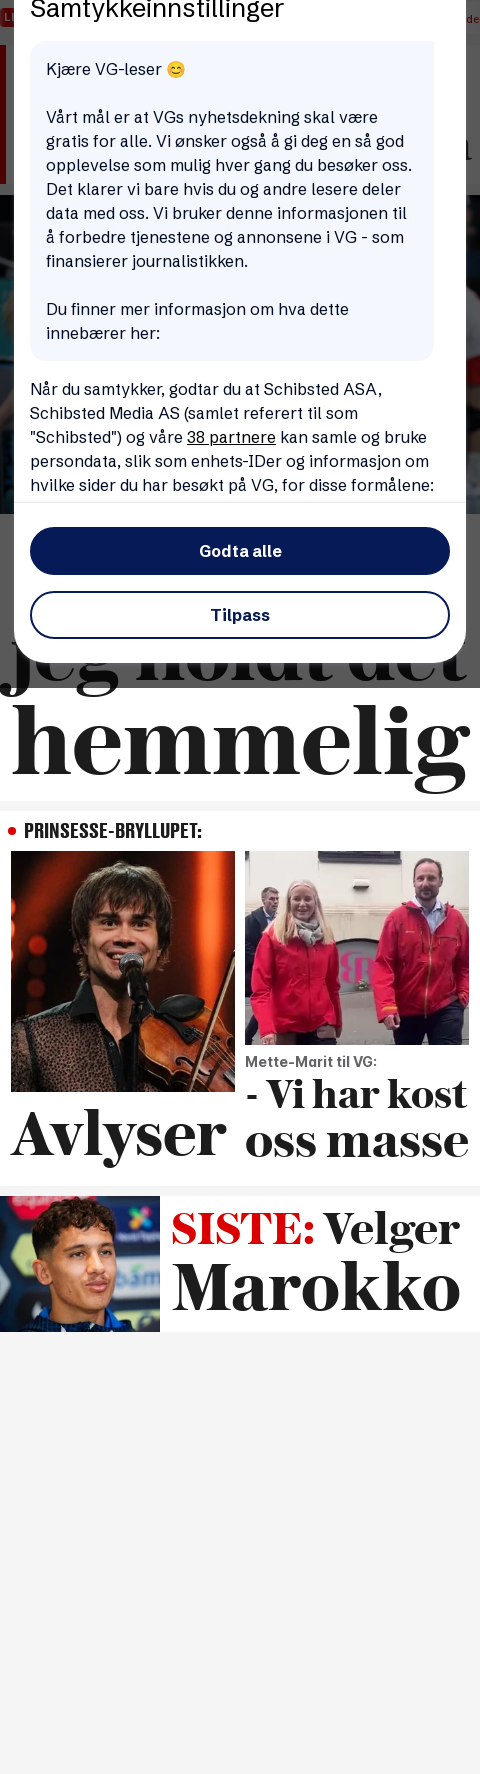 Samtykkeinnstillinger
Kjære VG-leser 😊
Vårt mål er at VGs nyhetsdekning skal være
gratis for alle. Vi ønsker også å gi deg en så god
opplevelse som mulig hver gang du besøker oss.
Det klarer vi bare hvis du og andre lesere deler
data med oss. Vi bruker denne informasjonen til
å forbedre tjenestene og annonsene i VG - som
finansierer journalistikken.
Du finner mer informasjon om hva dette
innebærer her:
Når du samtykker, godtar du at Schibsted ASA,
Schibsted Media AS (samlet referert til som
"Schibsted") og våre 38 partnere kan samle og bruke
persondata, slik som enhets-IDer og informasjon om
hvilke sider du har besøkt på VG, for disse formålene:
Godta alle
Tilpass
Jeg holdt det
hemmelig
PRINSESSE-BRYLLUPET:
Avlyser
Mette-Marit til VG:
- Vi har kost
oss masse
SISTE: Velger
Marokko